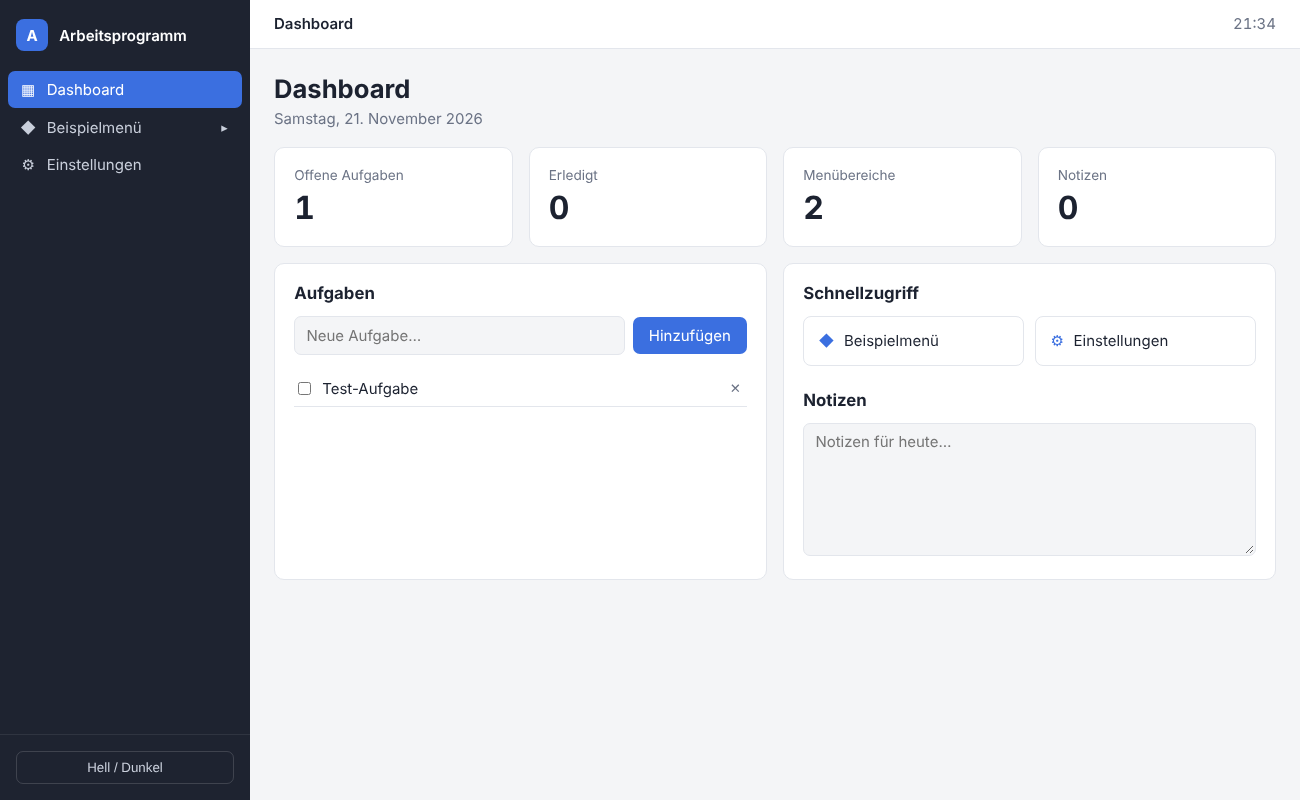 A Arbeitsprogramm
Dashboard
Beispielmenü
Einstellungen
Hell / Dunkel
Dashboard 21:34
Dashboard
Samstag, 21. November 2026
Offene Aufgaben
1
Erledigt
0
Menübereiche
2
Notizen
0
Aufgaben
Neue Aufgabe... Hinzufügen
Test-Aufgabe
Schnellzugriff
Beispielmenü Einstellungen
Notizen
Notizen für heute...